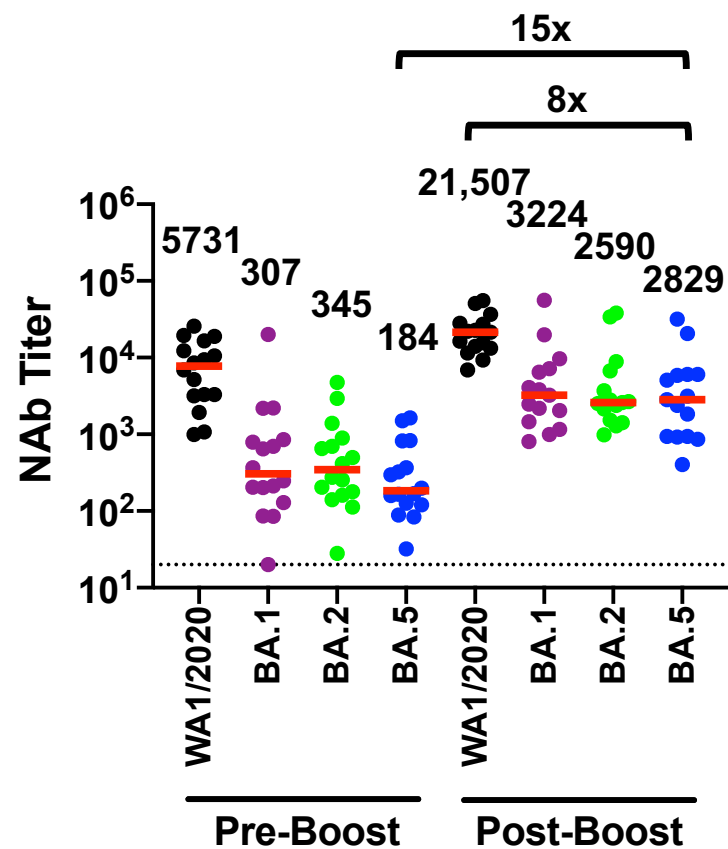 15x
8x
21,507
3224
2590
2829
5731
307
345
184
NAb Titer
10^6
10^5
10^4
10^3
10^2
10^1
WA1/2020
BA.1
BA.2
BA.5
WA1/2020
BA.1
BA.2
BA.5
Pre-Boost
Post-Boost